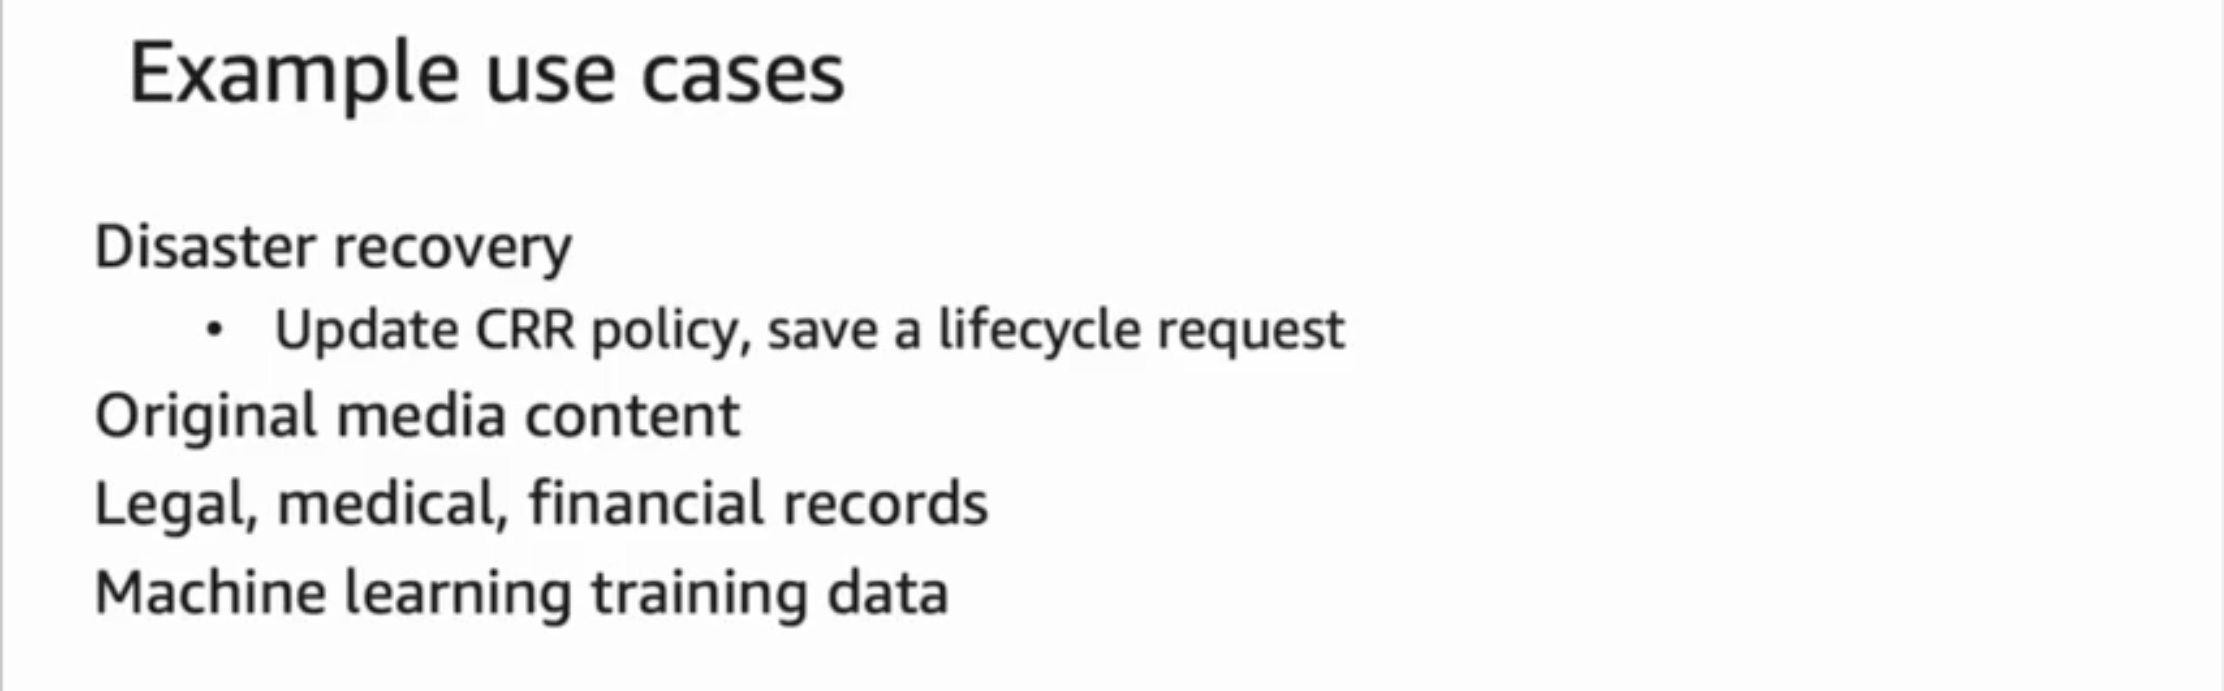 Example use cases
Disaster recovery
• Update CRR policy, save a lifecycle request
Original media content
Legal, medical, financial records
Machine learning training data